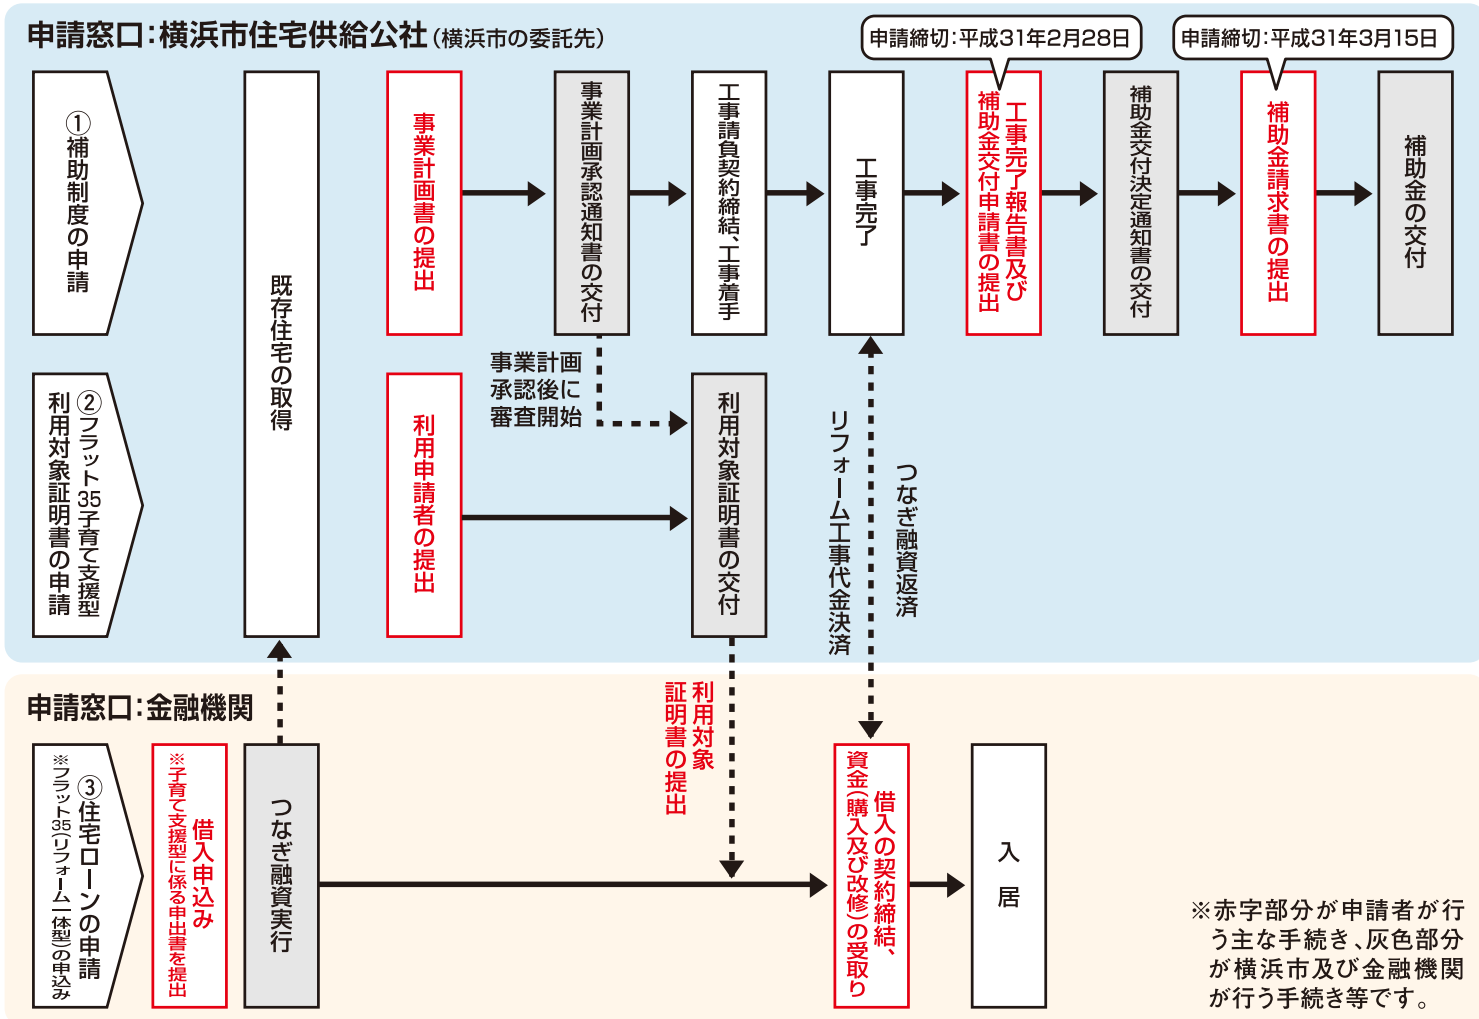 申請窓口：横浜市住宅供給公社（横浜市の委託先）
申請締切：平成31年2月28日
申請締切：平成31年3月15日
①補助制度の申請
既存住宅の取得
事業計画書の提出
事業計画承認通知書の交付
工事請負契約締結、工事着手
工事完了
工事完了報告書及び
補助金交付申請書の提出
補助金交付決定通知書の交付
補助金請求書の提出
補助金の交付
②フラット35子育て支援型
利用対象証明書の申請
利用申請者の提出
事業計画
承認後に
審査開始
利用対象証明書の交付
つなぎ融資返済
リフォーム工事代金決済
申請窓口：金融機関
③住宅ローンの申請
※フラット35（リフォーム一体型）の申込み
借入申込み
※子育て支援型に係る申出書を提出
つなぎ融資実行
利用対象
証明書の提出
借入の契約締結、
資金（購入及び改修）の受取り
入居
※赤字部分が申請者が行
う主な手続き、灰色部分
が横浜市及び金融機関
が行う手続き等です。